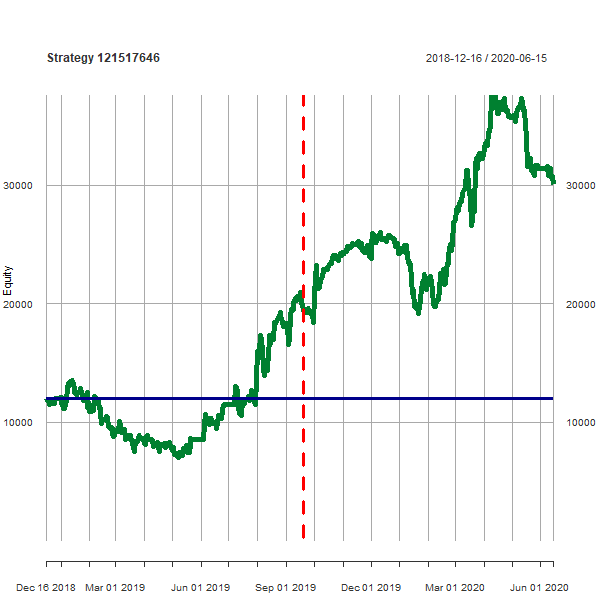 Strategy 121517646
2018-12-16 / 2020-06-15
30000
30000
Equity
20000
20000
10000
10000
Dec 16 2018
Mar 01 2019
Jun 01 2019
Sep 01 2019
Dec 01 2019
Mar 01 2020
Jun 01 2020